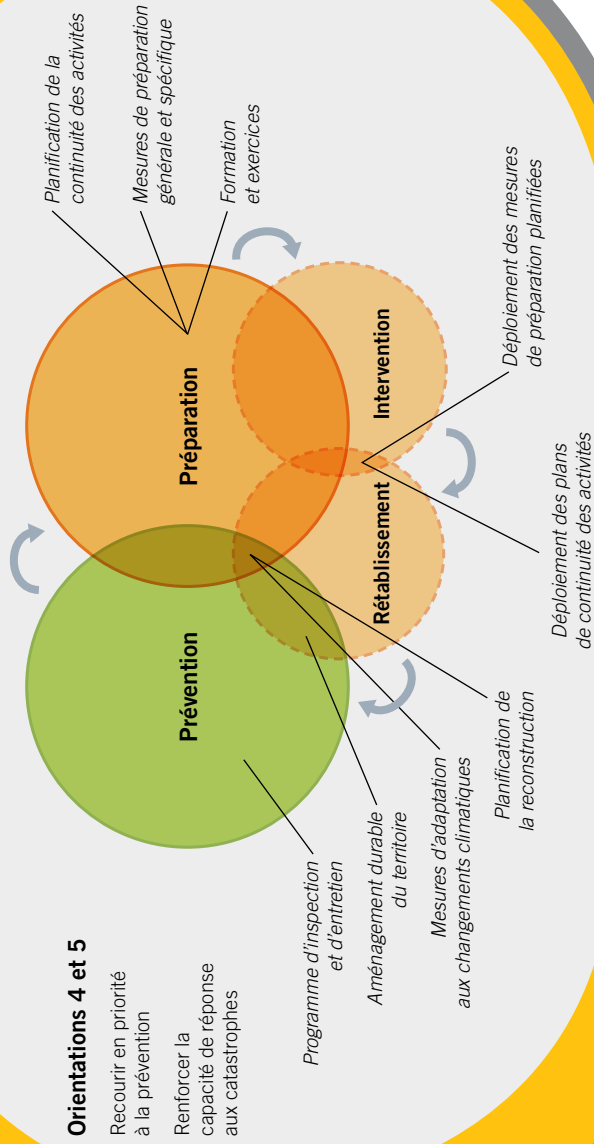 Orientations 4 et 5
Recourir en priorité
à la prévention
Renforcer la
capacité de réponse
aux catastrophes
Prévention
Préparation
Rétablissement
Intervention
Planification de la
continuité des activités
Mesures de préparation
générale et spécifique
Formation
et exercices
Programme d'inspection
et d'entretien
Aménagement durable
du territoire
Mesures d'adaptation
aux changements climatiques
Planification de
la reconstruction
Déploiement des plans
de continuité des activités
Déploiement des mesures
de préparation planifiées